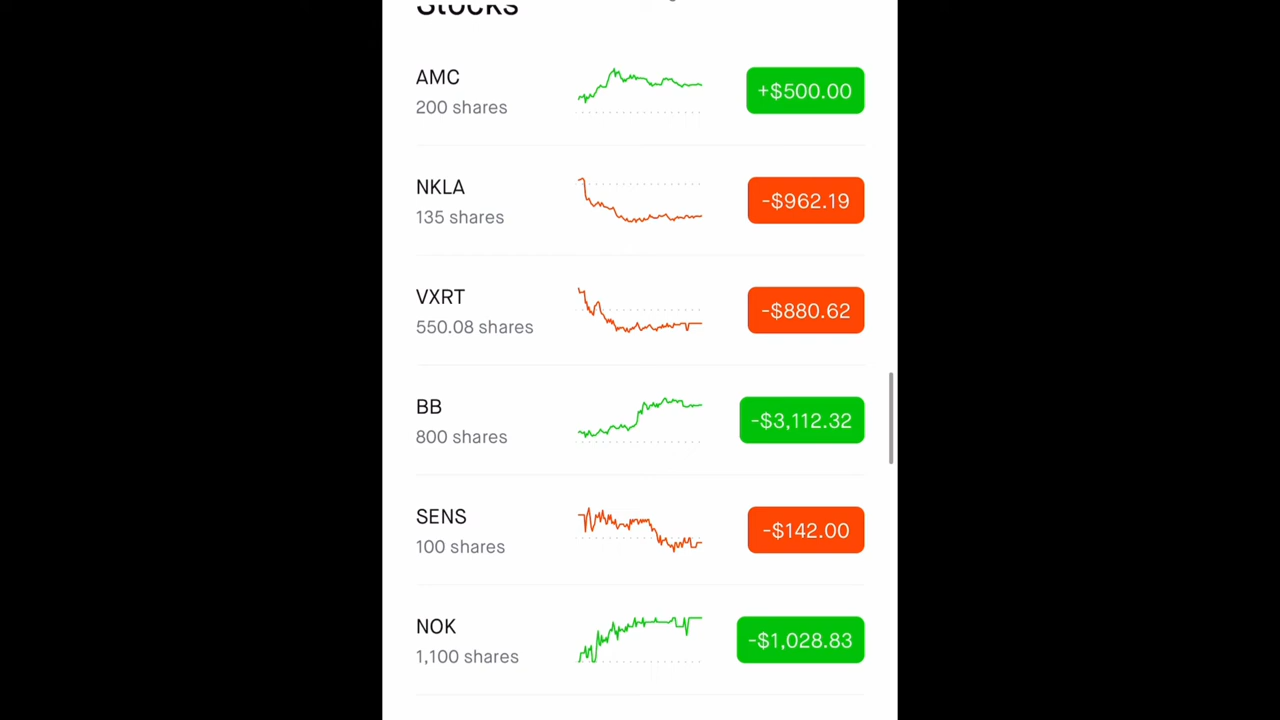 Stocks
AMC
200 shares
+$500.00
NKLA
135 shares
-$962.19
VXRT
550.08 shares
-$880.62
BB
800 shares
-$3,112.32
SENS
100 shares
-$142.00
NOK
1,100 shares
-$1,028.83